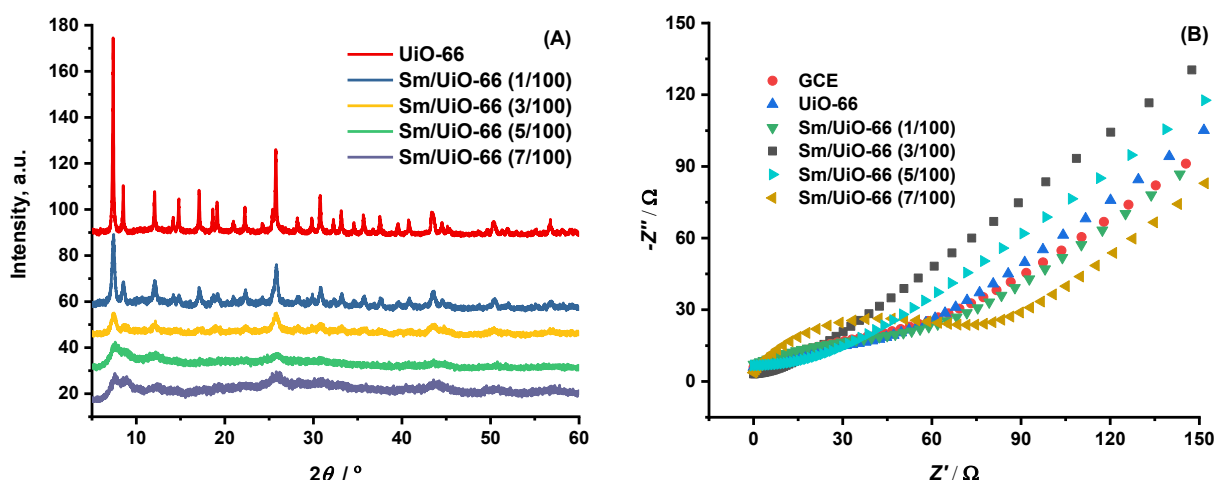 (A)
180
160
140
120
100
80
60
40
20
Intensity, a.u.
UiO-66
Sm/UiO-66 (1/100)
Sm/UiO-66 (3/100)
Sm/UiO-66 (5/100)
Sm/UiO-66 (7/100)
10 20 30 40 50 60
2θ / º
(B)
150
120
90
60
30
0
-Z''/ Ω
GCE
UiO-66
Sm/UiO-66 (1/100)
Sm/UiO-66 (3/100)
Sm/UiO-66 (5/100)
Sm/UiO-66 (7/100)
0 30 60 90 120 150
Z'/ Ω